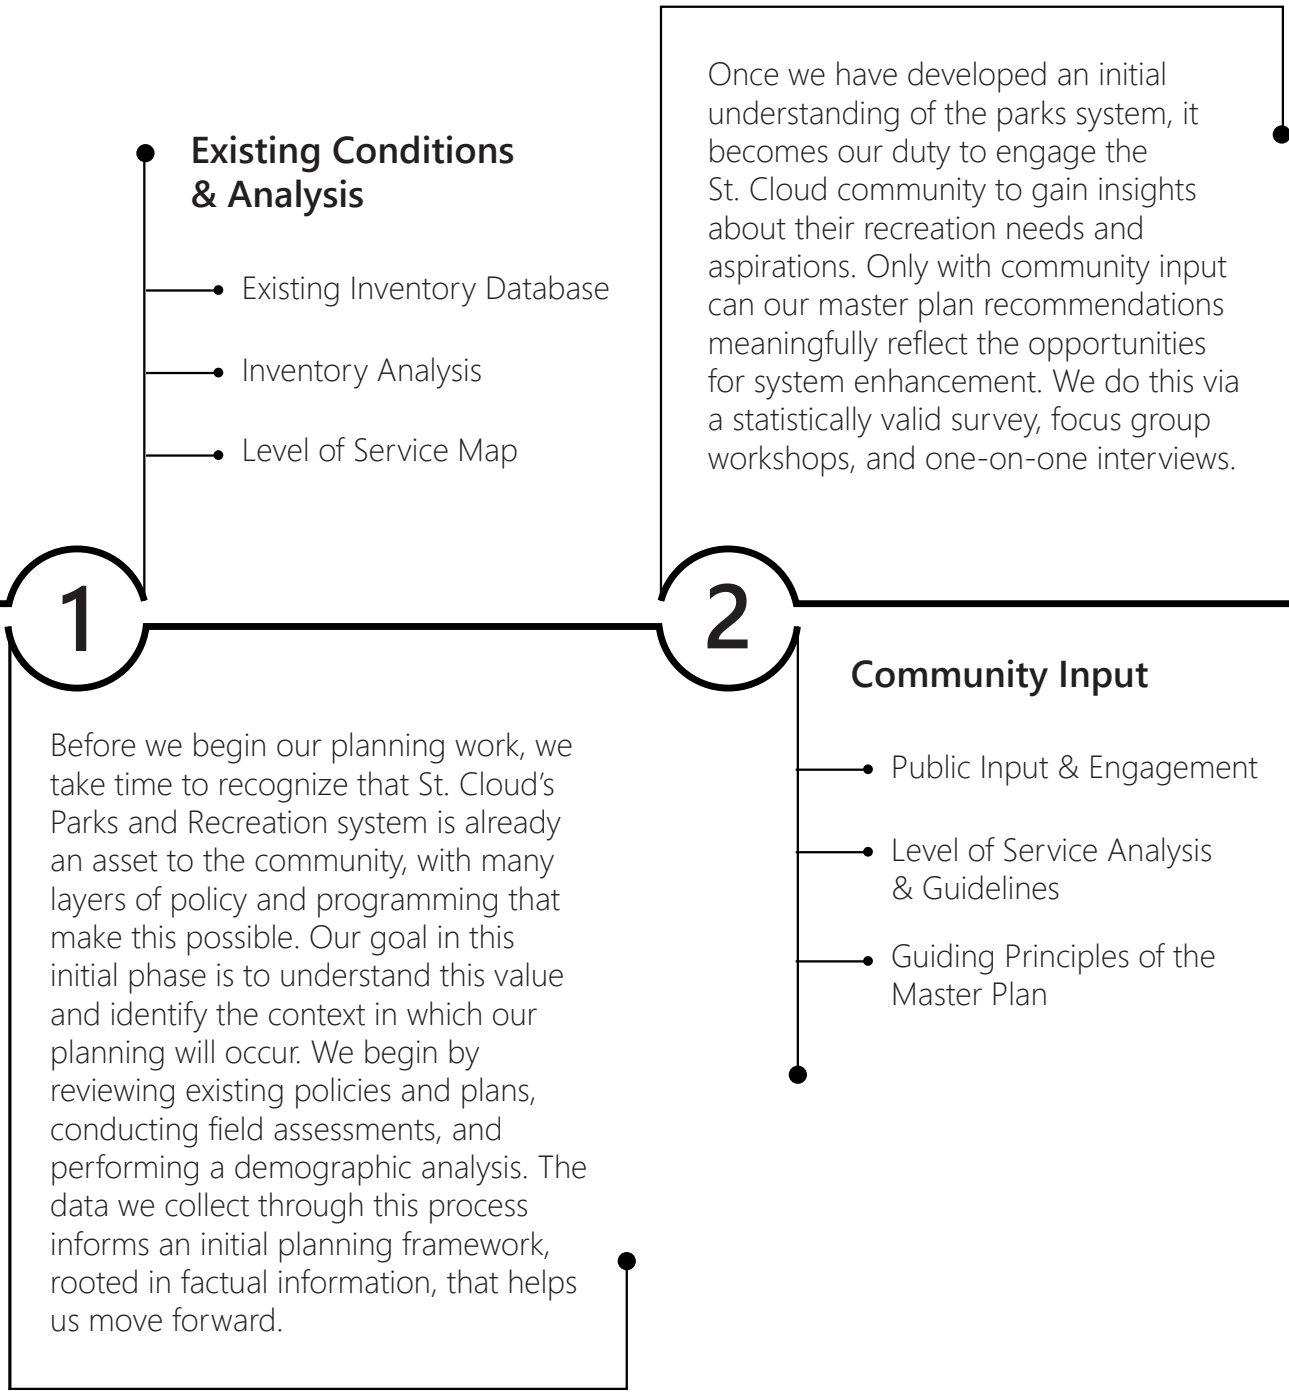 Existing Conditions
& Analysis
Existing Inventory Database
Inventory Analysis
Level of Service Map
1
Before we begin our planning work, we
take time to recognize that St. Cloud’s
Parks and Recreation system is already
an asset to the community, with many
layers of policy and programming that
make this possible. Our goal in this
initial phase is to understand this value
and identify the context in which our
planning will occur. We begin by
reviewing existing policies and plans,
conducting field assessments, and
performing a demographic analysis. The
data we collect through this process
informs an initial planning framework,
rooted in factual information, that helps
us move forward.
Once we have developed an initial
understanding of the parks system, it
becomes our duty to engage the
St. Cloud community to gain insights
about their recreation needs and
aspirations. Only with community input
can our master plan recommendations
meaningfully reflect the opportunities
for system enhancement. We do this via
a statistically valid survey, focus group
workshops, and one-on-one interviews.
2
Community Input
Public Input & Engagement
Level of Service Analysis
& Guidelines
Guiding Principles of the
Master Plan